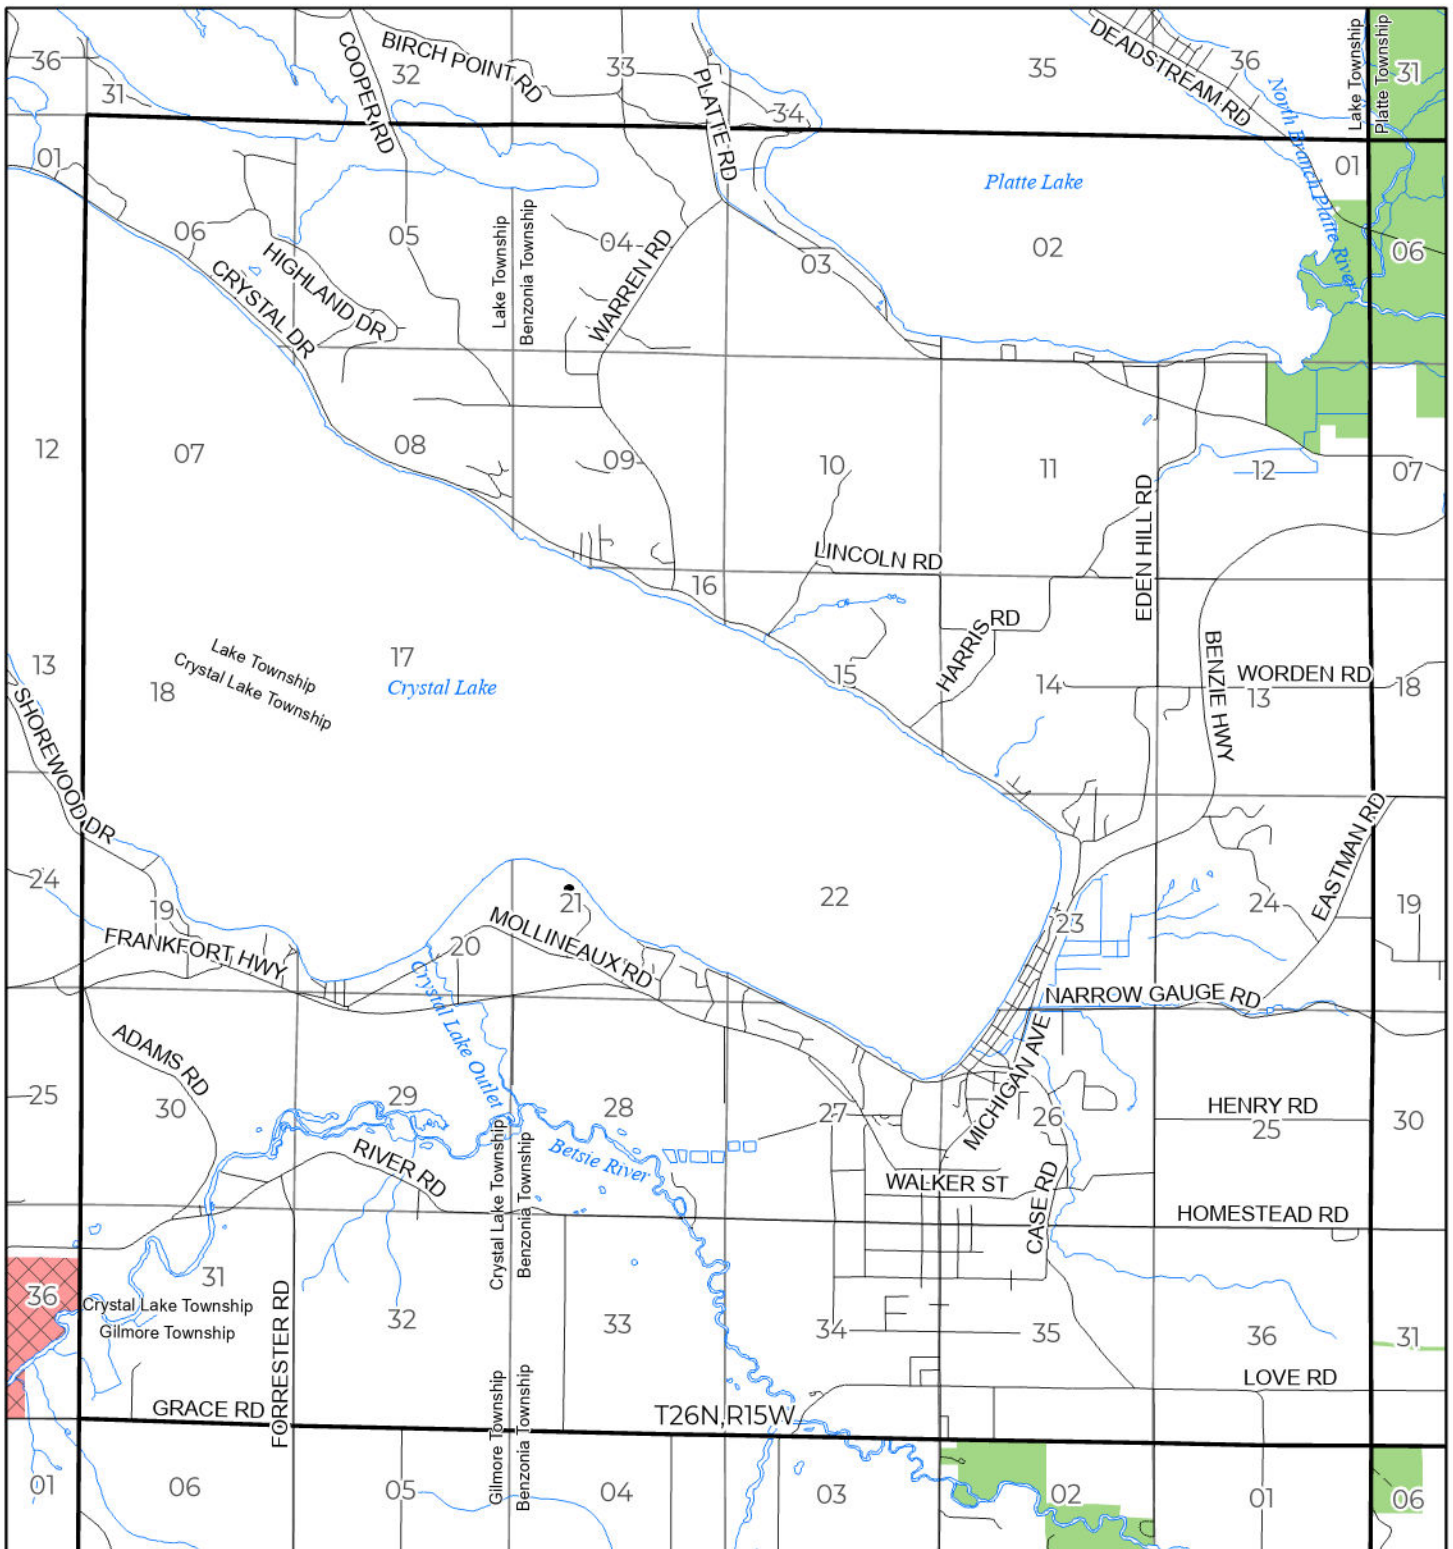 36
31
COOPER RD
32
BIRCH POINT RD
33
PLATTE RD
34
35
DEADSTREAM RD
36
North Branch Platte River
Lake Township
Platte Township
31
01
06
HIGHLAND DR
CRYSTAL DR
05
Lake Township
Benzonia Township
04
WARREN RD
03
Platte Lake
02
01
06
12
07
08
09
10
11
12
07
LINCOLN RD
EDEN HILL RD
16
13
18
Lake Township
Crystal Lake Township
17
Crystal Lake
15
HARRIS RD
14
BENZIE HWY
WORDEN RD
13
18
SHOREWOOD DR
24
19
FRANKFORT HWY
20
21
MOLLINEAUX RD
22
23
24
EASTMAN RD
19
Crystal Lake Outlet
NARROW GAUGE RD
MICHIGAN AVE
ADAMS RD
25
30
29
28
27
26
HENRY RD
25
30
RIVER RD
Crystal Lake Township
Benzonia Township
Betsie River
WALKER ST
CASE RD
HOMESTEAD RD
36
31
Crystal Lake Township
Gilmore Township
FORRESTER RD
32
33
34
35
36
31
GRACE RD
Gilmore Township
Benzonia Township
T26N,R15W
LOVE RD
01
06
05
04
03
02
01
06